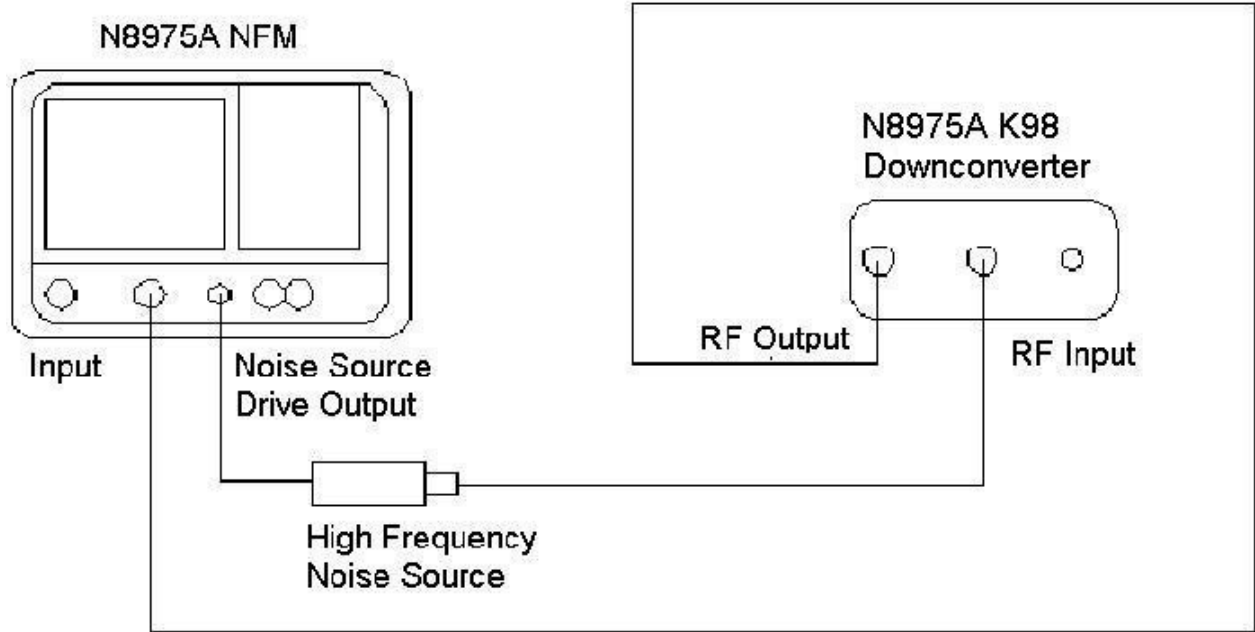 N8975A NFM
N8975A K98
Downconverter
RF Output
RF Input
Input
Noise Source
Drive Output
High Frequency
Noise Source